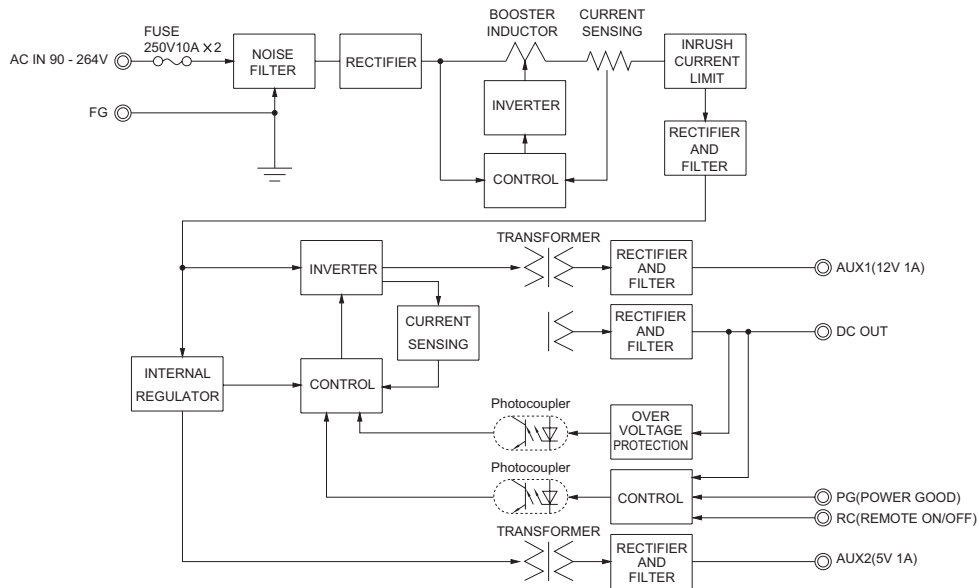 FUSE
250V10A×2
AC IN 90 - 264V
NOISE
FILTER
RECTIFIER
BOOSTER
INDUCTOR
CURRENT
SENSING
INRUSH
CURRENT
LIMIT
FG
INVERTER
CONTROL
RECTIFIER
AND
FILTER
INVERTER
TRANSFORMER
RECTIFIER
AND
FILTER
AUX1(12V 1A)
CURRENT
SENSING
RECTIFIER
AND
FILTER
DC OUT
INTERNAL
REGULATOR
CONTROL
Photocoupler
OVER
VOLTAGE
PROTECTION
Photocoupler
CONTROL
PG(POWER GOOD)
RC(REMOTE ON/OFF)
TRANSFORMER
RECTIFIER
AND
FILTER
AUX2(5V 1A)